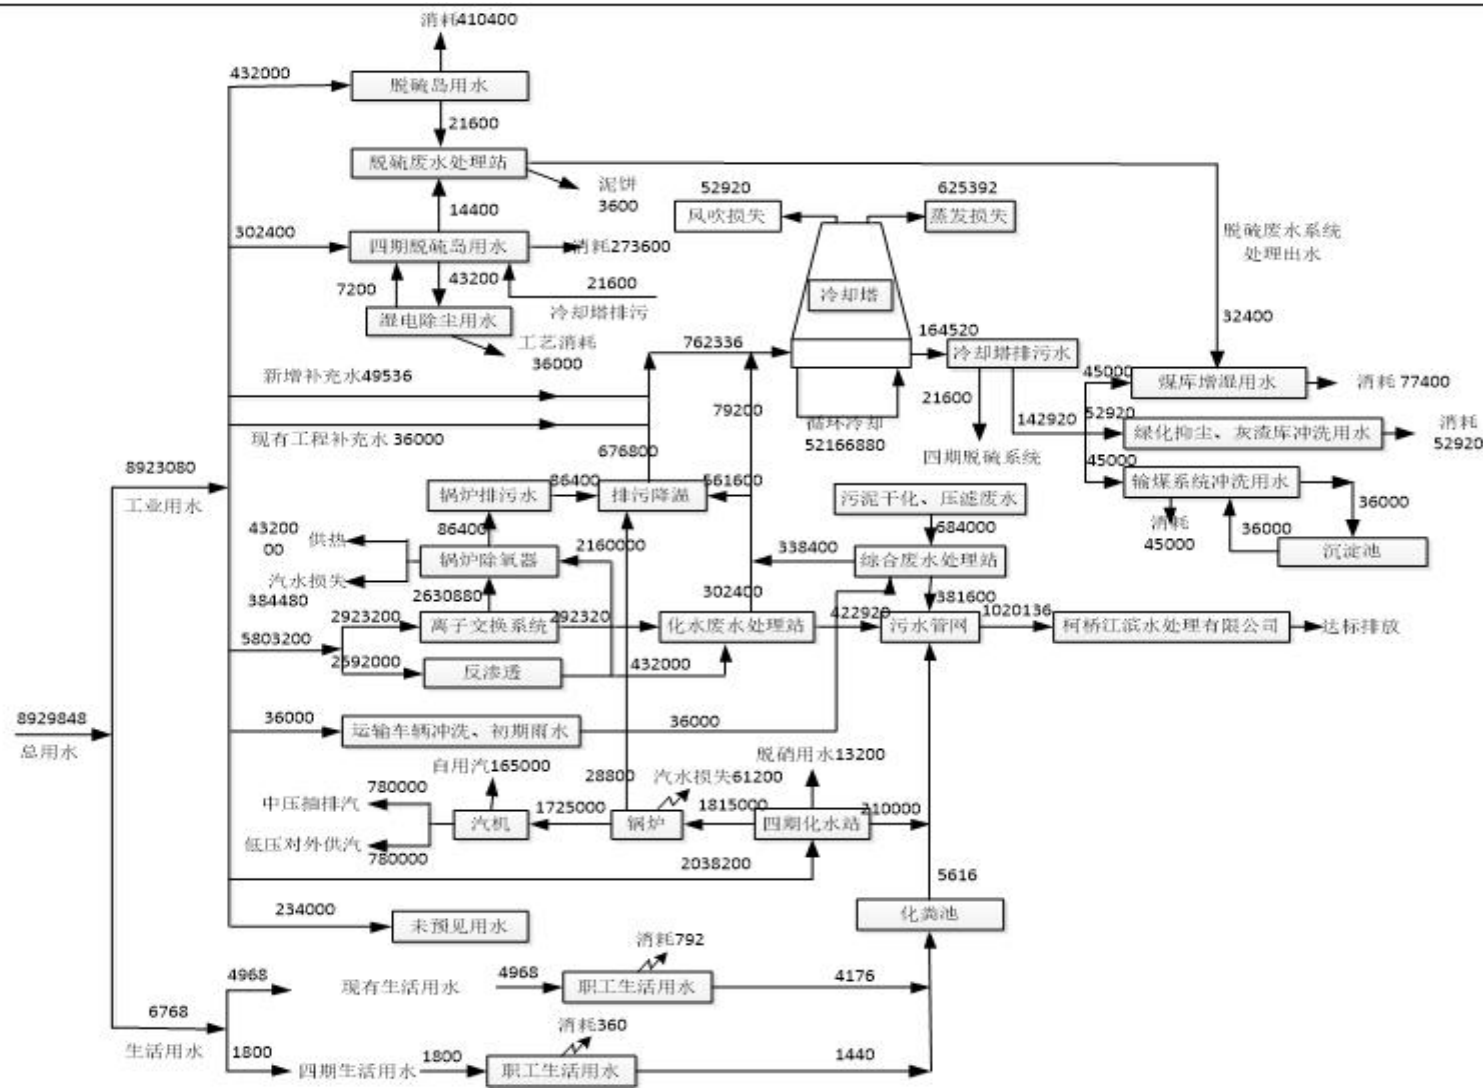 消耗410400
432000
脱硫岛用水
21600
脱硫废水处理站
泥饼
3600
14400
302400
四期脱硫岛用水
消耗273600
7200
43200
21600
冷却塔排污
湿电除尘用水
工艺消耗
36000
52920
风吹损失
625392
蒸发损失
冷却塔
脱硫废水系统
处理出水
32400
762336
164520
冷却塔排污水
新增补充水49536
现有工程补充水 36000
79200
循环冷却
52166880
21600
142920
四期脱硫系统
45000
煤库增湿用水
消耗 77400
52920
绿化抑尘、灰渣库冲洗用水
消耗
52920
45000
输煤系统冲洗用水
消耗
45000
36000
36000
沉淀池
8923080
工业用水
676800
锅炉排污水
86400
排污降温
561600
污泥干化、压滤废水
684000
43200
00
供热
86400
锅炉除氧器
2160000
338400
综合废水处理站
汽水损失
384480
2630880
302400
381600
2923200
离子交换系统
292320
化水废水处理站
422920
污水管网
1020136
柯桥江滨水处理有限公司
达标排放
5803200
2592000
反渗透
432000
8929848
总用水
36000
运输车辆冲洗、初期雨水
36000
脱硝用水13200
自用汽165000
28800
汽水损失61200
780000
中压抽排汽
汽机
1725000
锅炉
1815000
四期化水站
210000
低压对外供汽
780000
2038200
5616
234000
未预见用水
化粪池
消耗792
4968
现有生活用水
4968
职工生活用水
4176
6768
生活用水
消耗360
1800
四期生活用水
1800
职工生活用水
1440